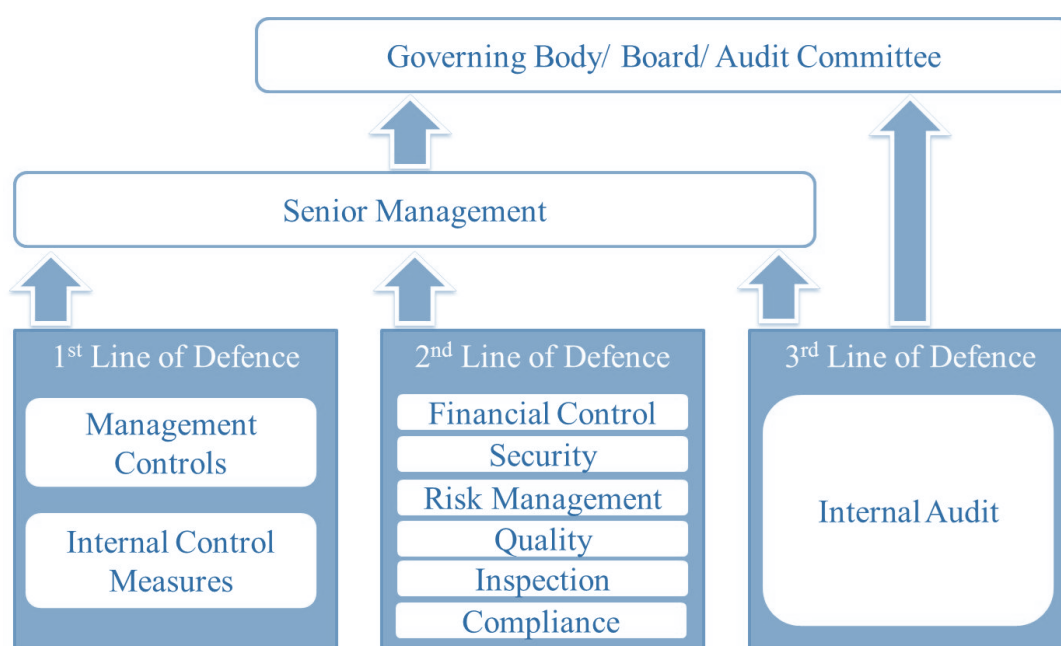 Governing Body/ Board/ Audit Committee
Senior Management
1st Line of Defence
Management
Controls
Internal Control
Measures
2nd Line of Defence
Financial Control
Security
Risk Management
Quality
Inspection
Compliance
3rd Line of Defence
Internal Audit